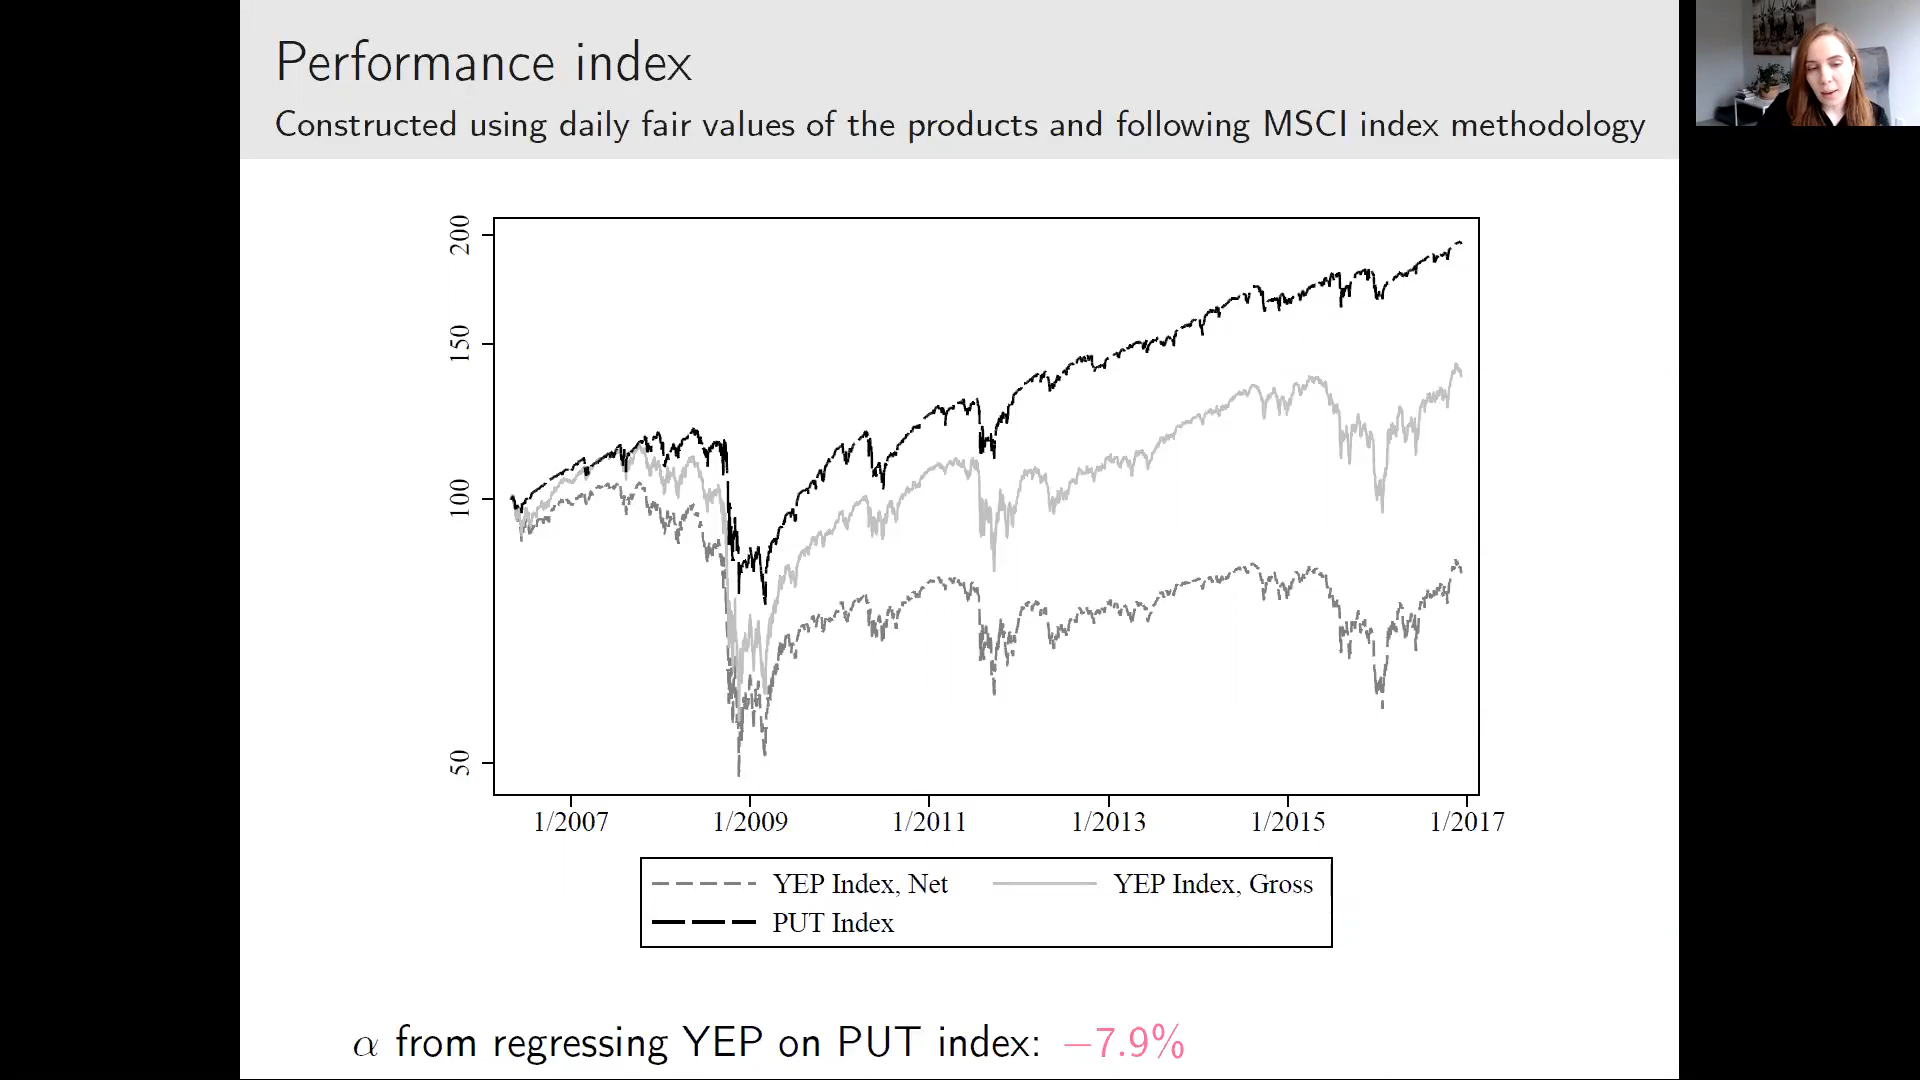 Performance index
Constructed using daily fair values of the products and following MSCI index methodology
200
150
100
50
1/2007 1/2009 1/2011 1/2013 1/2015 1/2017
YEP Index, Net YEP Index, Gross
PUT Index
α from regressing YEP on PUT index: −7.9%